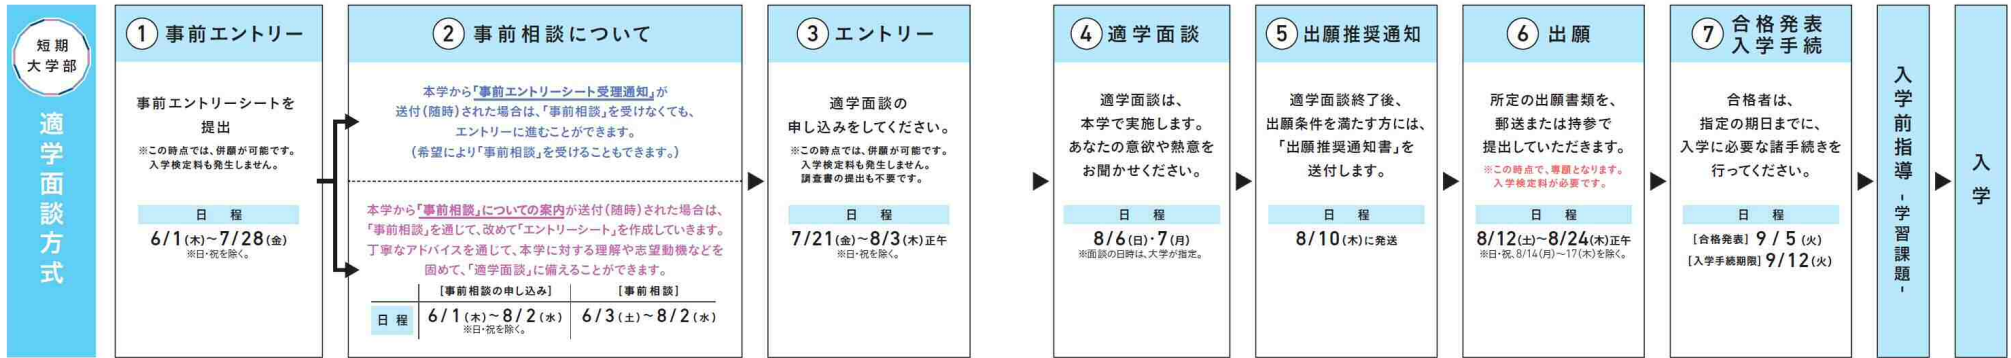 短期
大学部
適学面談方式
① 事前エントリー
事前エントリーシートを
提出
※この時点では、併願が可能です。
入学検定料も発生しません。
日 程
6/1(木)～7/28(金)
※日・祝を除く。
② 事前相談について
本学から「事前エントリーシート受理通知」が
送付(随時)された場合は、「事前相談」を受けなくても、
エントリーに進むことができます。
(希望により「事前相談」を受けることもできます。)
本学から「事前相談」についての案内が送付(随時)された場合は、
「事前相談」を通じて、改めて「エントリーシート」を作成していきます。
丁寧なアドバイスを通じて、本学に対する理解や志望動機などを
固めて、「適学面談」に備えることができます。
[事前相談の申し込み] [事前相談]
日 程 6/1(木)～8/2(水) 6/3(土)～8/2(水)
※日・祝を除く。
③ エントリー
適学面談の
申し込みをしてください。
※この時点では、併願が可能です。
入学検定料も発生しません。
調査書の提出も不要です。
日 程
7/21(金)～8/3(木)正午
※日・祝を除く。
④ 適学面談
適学面談は、
本学で実施します。
あなたの意欲や熱意を
お聞かせください。
日 程
8/6(日)・7(月)
※面談の日時は、大学が指定。
⑤ 出願推奨通知
適学面談終了後、
出願条件を満たす方には、
「出願推奨通知書」を
送付します。
日 程
8/10(木)に発送
⑥ 出願
所定の出願書類を、
郵送または持参で
提出していただきます。
※この時点で、専願となります。
入学検定料が必要です。
日 程
8/12(土)～8/24(木)正午
※日・祝、8/14(月)～17(木)を除く。
⑦ 合格発表
入学手続
合格者は、
指定の期日までに、
入学に必要な諸手続きを
行ってください。
日 程
[合格発表] 9/5(火)
[入学手続期限] 9/12(火)
入学前指導 -学習課題-
入学